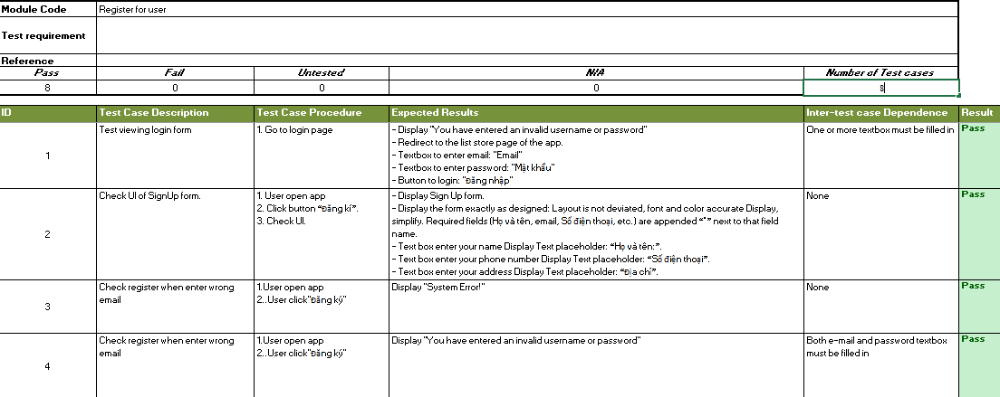 Module Code Register for user
Test requirement
Reference
Pass Fail Untested N/A Number of Test cases
8 0 0 0 8
ID Test Case Description Test Case Procedure Expected Results Inter-test case Dependence Result
1 Test viewing login form
1. Go to login page
- Display "You have entered an invalid username or password"
- Redirect to the list store page of the app.
- Textbox to enter email: "Email"
- Textbox to enter password: "Mật khẩu"
- Button to login: "Đăng nhập"
One or more textbox must be filled in
Pass
2 Check UI of SignUp form.
1. User open app
2. Click button “Đăng kí”.
3. Check UI.
- Display Sign Up form.
- Display the form exactly as designed: Layout is not deviated, font and color accurate Display,
simplify. Required fields (Họ và tên, email, Số điện thoại, etc.) are appended “*” next to that field
name.
- Text box enter your name Display Text placeholder: “Họ và tên:”.
- Text box enter your phone number Display Text placeholder: “Số điện thoại”.
- Text box enter your address Display Text placeholder: “Địa chỉ”.
None
Pass
3 Check register when enter wrong
email
1.User open app
2..User click"Đăng ký"
Display "System Error!"
None
Pass
4 Check register when enter wrong
email
1.User open app
2..User click"Đăng ký"
Display "You have entered an invalid username or password"
Both e-mail and password textbox
must be filled in
Pass